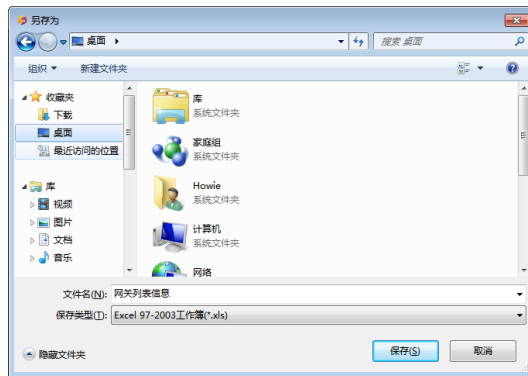 另存为
桌面
搜索 桌面
组织 新建文件夹
收藏夹
下载
桌面
最近访问的位置
库
视频
图片
文档
音乐
库
系统文件夹
家庭组
系统文件夹
Howie
系统文件夹
计算机
系统文件夹
网络
文件名(N): 网关列表信息
保存类型(T): Excel 97-2003工作簿(*.xls)
隐藏文件夹 保存(S) 取消